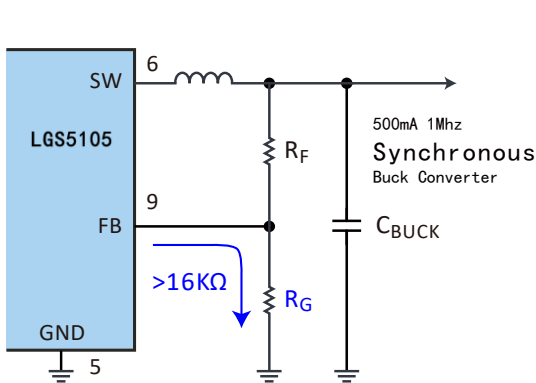 6
SW
500mA 1Mhz
LGS5105
Synchronous
RF
Buck Converter
9
FB
CBUCK
>16KΩ
RG
GND
5